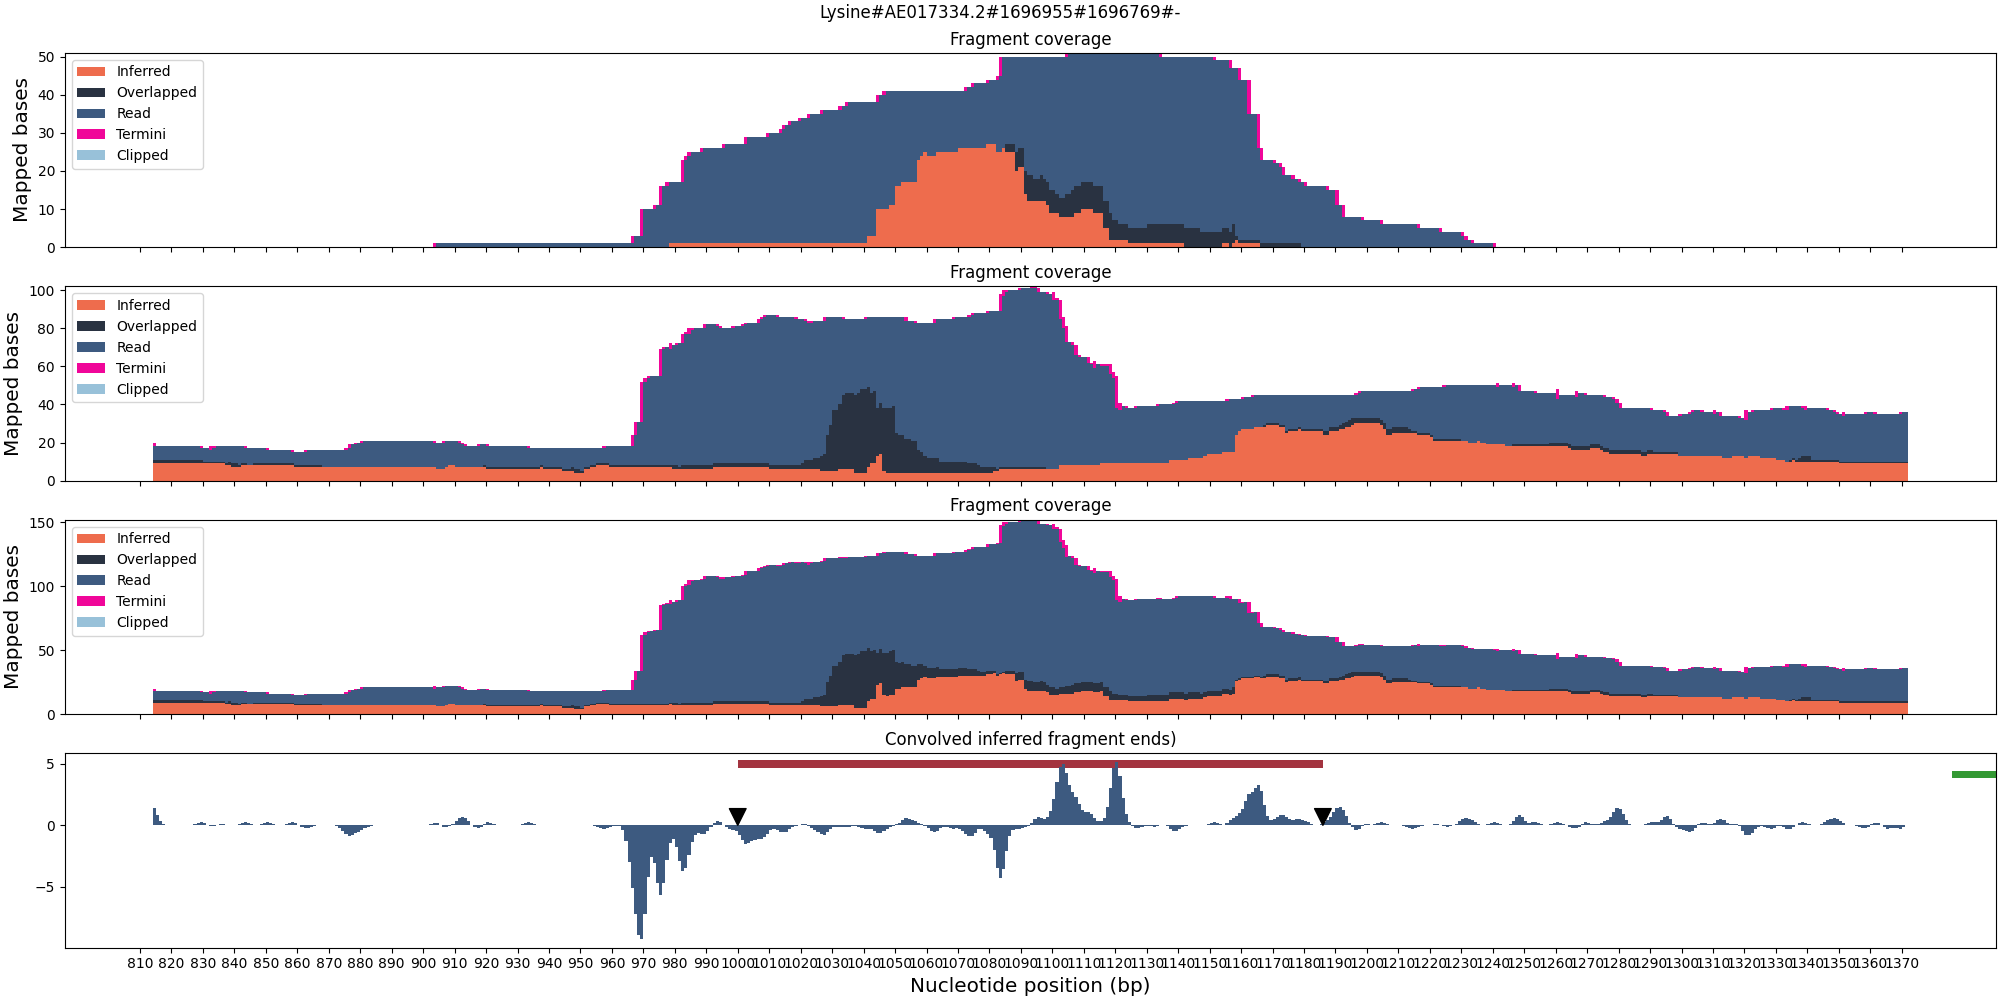 Lysine#AE017334.2#1696955#1696769#-
Fragment coverage
Mapped bases
50
40
30
20
10
0
Inferred
Overlapped
Read
Termini
Clipped
Fragment coverage
Mapped bases
100
80
60
40
20
0
Inferred
Overlapped
Read
Termini
Clipped
Fragment coverage
Mapped bases
150
100
50
0
Inferred
Overlapped
Read
Termini
Clipped
Convolved inferred fragment ends)
5
0
−5
810 820 830 840 850 860 870 880 890 900 910 920 930 940 950 960 970 980 990 1000 1010 1020 1030 1040 1050 1060 1070 1080 1090 1100 1110 1120 1130 1140 1150 1160 1170 1180 1190 1200 1210 1220 1230 1240 1250 1260 1270 1280 1290 1300 1310 1320 1330 1340 1350 1360 1370
Nucleotide position (bp)